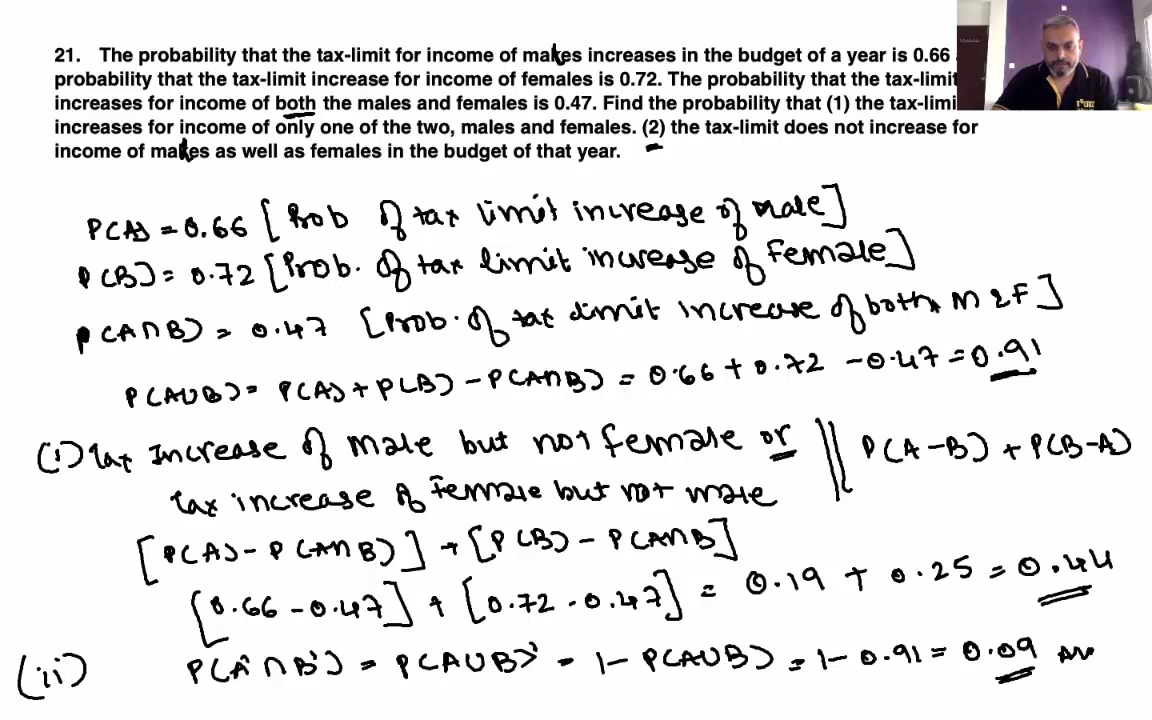 21. The probability that the tax-limit for income of makes increases in the budget of a year is 0.66
probability that the tax-limit increase for income of females is 0.72. The probability that the tax-limit
increases for income of both the males and females is 0.47. Find the probability that (1) the tax-limi
increases for income of only one of the two, males and females. (2) the tax-limit does not increase for
income of makes as well as females in the budget of that year.
P(A) = 0.66 [Prob of tax limit increase of male]
P(B) = 0.72 [Prob. of tax limit increase of Female]
P(A∩B) = 0.47 [Prob. of tax limit increase of both M & F]
P(A∪B) = P(A) + P(B) - P(A∩B) = 0.66 + 0.72 - 0.47 = 0.91
(i) Tax Increase of male but not female or || P(A-B) + P(B-A)
tax increase of Female but not male
[P(A) - P(A∩B)] + [P(B) - P(A∩B]
[0.66 - 0.47] + [0.72 - 0.47] = 0.19 + 0.25 = 0.44
(ii) P(A'∩B') = P(A∪B)' = 1 - P(A∪B) = 1 - 0.91 = 0.09 Ans